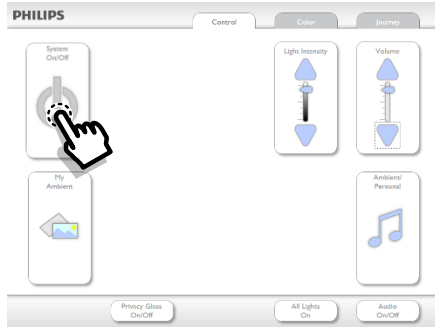 PHILIPS
Control
Color
Journey
System
On/Off
Light Intensity
Volume
My
Ambient
Ambient/
Personal
Privacy Glass
On/Off
All Lights
On
Audio
On/Off